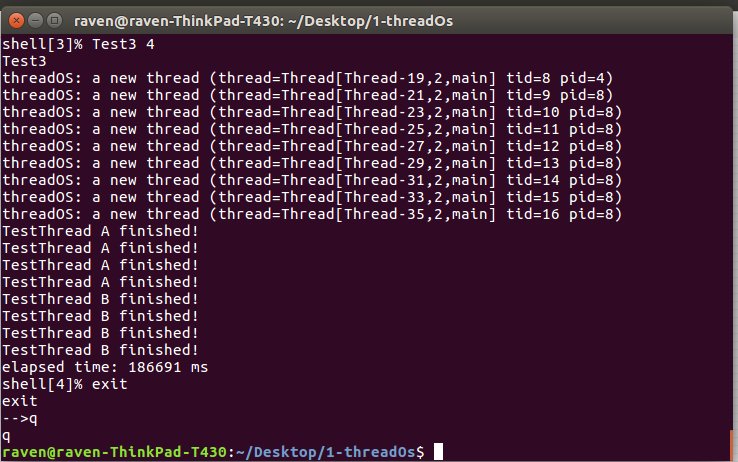 raven@raven-ThinkPad-T430: ~/Desktop/1-threadOs
shell[3]% Test3 4
Test3
threadOS: a new thread (thread=Thread[Thread-19,2,main] tid=8 pid=4)
threadOS: a new thread (thread=Thread[Thread-21,2,main] tid=9 pid=8)
threadOS: a new thread (thread=Thread[Thread-23,2,main] tid=10 pid=8)
threadOS: a new thread (thread=Thread[Thread-25,2,main] tid=11 pid=8)
threadOS: a new thread (thread=Thread[Thread-27,2,main] tid=12 pid=8)
threadOS: a new thread (thread=Thread[Thread-29,2,main] tid=13 pid=8)
threadOS: a new thread (thread=Thread[Thread-31,2,main] tid=14 pid=8)
threadOS: a new thread (thread=Thread[Thread-33,2,main] tid=15 pid=8)
threadOS: a new thread (thread=Thread[Thread-35,2,main] tid=16 pid=8)
TestThread A finished!
TestThread A finished!
TestThread A finished!
TestThread A finished!
TestThread B finished!
TestThread B finished!
TestThread B finished!
TestThread B finished!
elapsed time: 186691 ms
shell[4]% exit
exit
-->q
q
raven@raven-ThinkPad-T430:~/Desktop/1-threadOs$